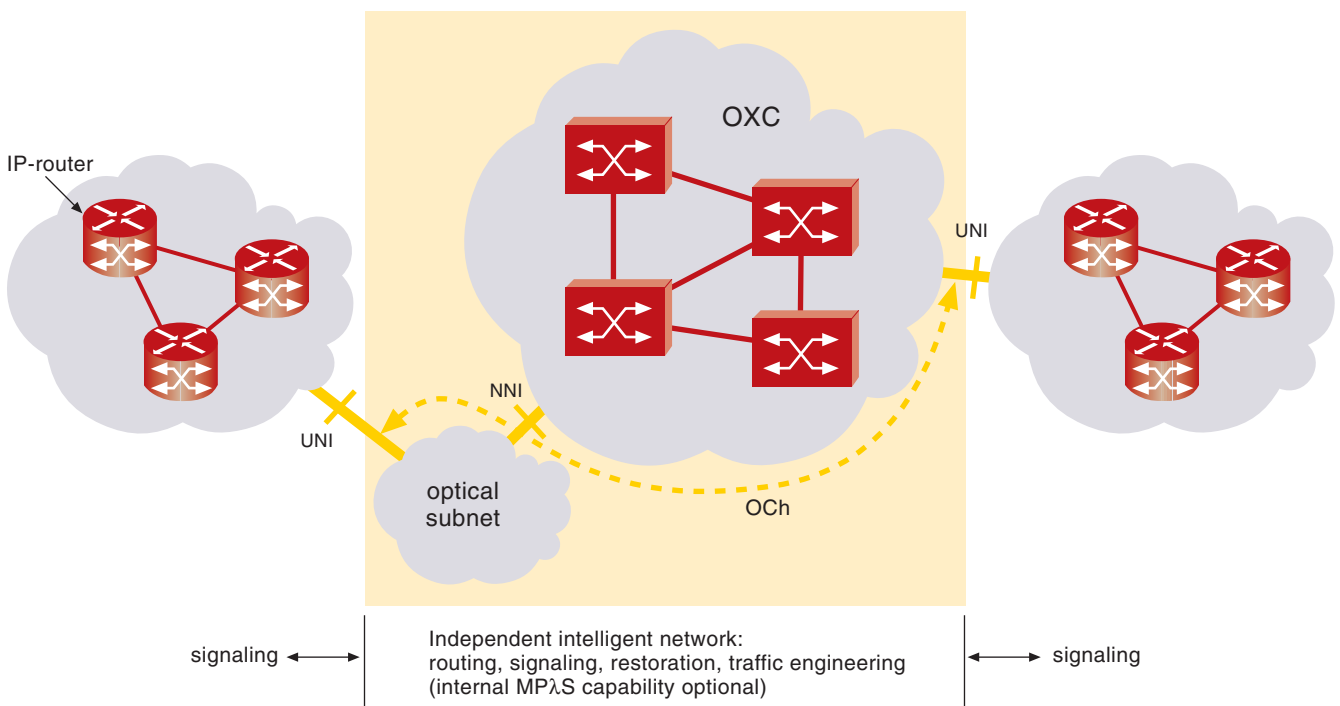 OXC
IP-router
UNI
NNI
UNI
optical
subnet
OCh
signaling
Independent intelligent network:
routing, signaling, restoration, traffic engineering
(internal MPλS capability optional)
signaling